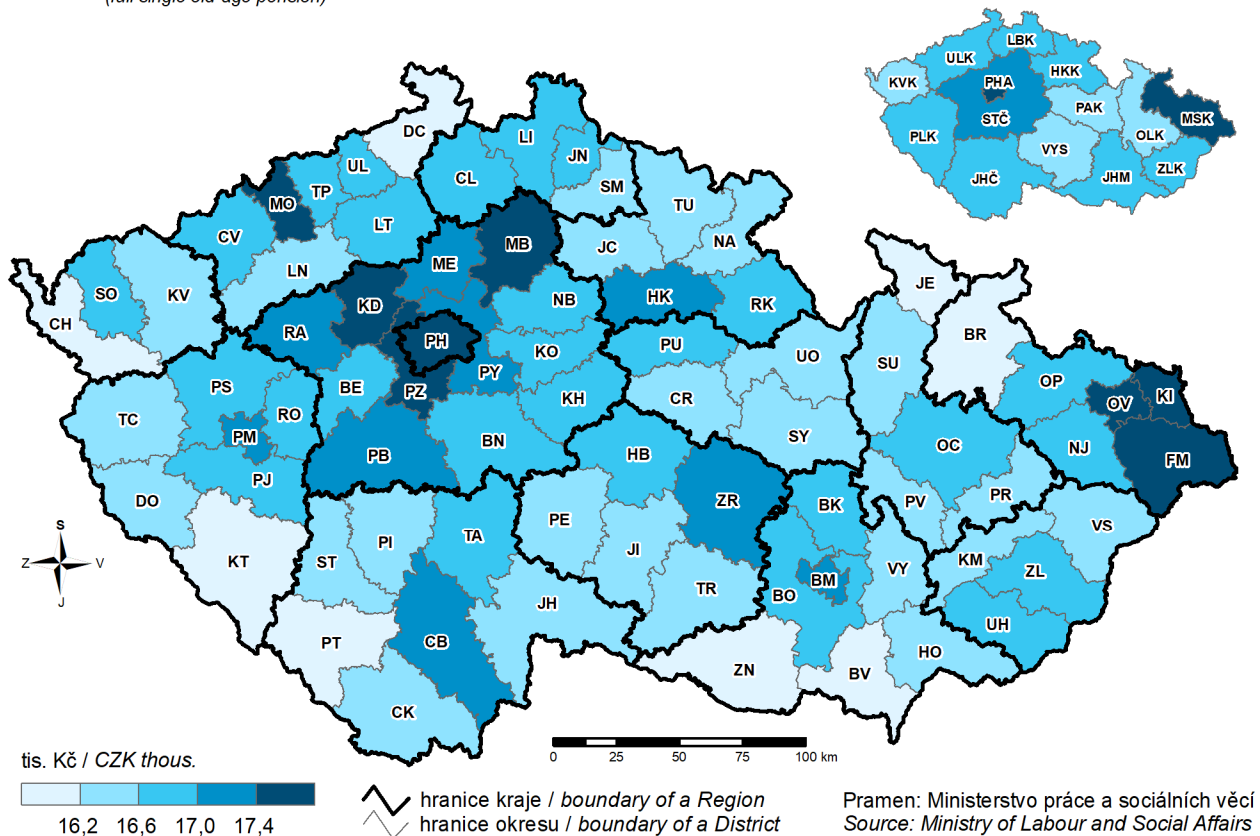 (full single old-age pension)
LBK
ULK
HKK
KVK
PHA
PAK
STČ
MSK
PLK
OLK
VYS
ZLK
JHČ
JHM
DC
LI
UL
JN
TP
CL
SM
MO
TU
LT
CV
MB
NA
JC
LN
ME
SO
KV
JE
NB
HK
RK
KD
CH
RA
BR
PH
PU
KO
UO
SU
PY
OP
PS
BE
PZ
KI
OV
KH
CR
RO
TC
PM
SY
BN
OC
NJ
PB
HB
FM
PJ
PR
DO
ZR
PV
BK
PE
VS
TA
PI
JI
ST
KT
KM
VY
ZL
BM
TR
BO
JH
UH
PT
CB
HO
ZN
BV
CK
S
Z V
J
0 25 50 75 100 km
tis. Kč / CZK thous.
16,2 16,6 17,0 17,4
hranice kraje / boundary of a Region
hranice okresu / boundary of a District
Pramen: Ministerstvo práce a sociálních věcí
Source: Ministry of Labour and Social Affairs